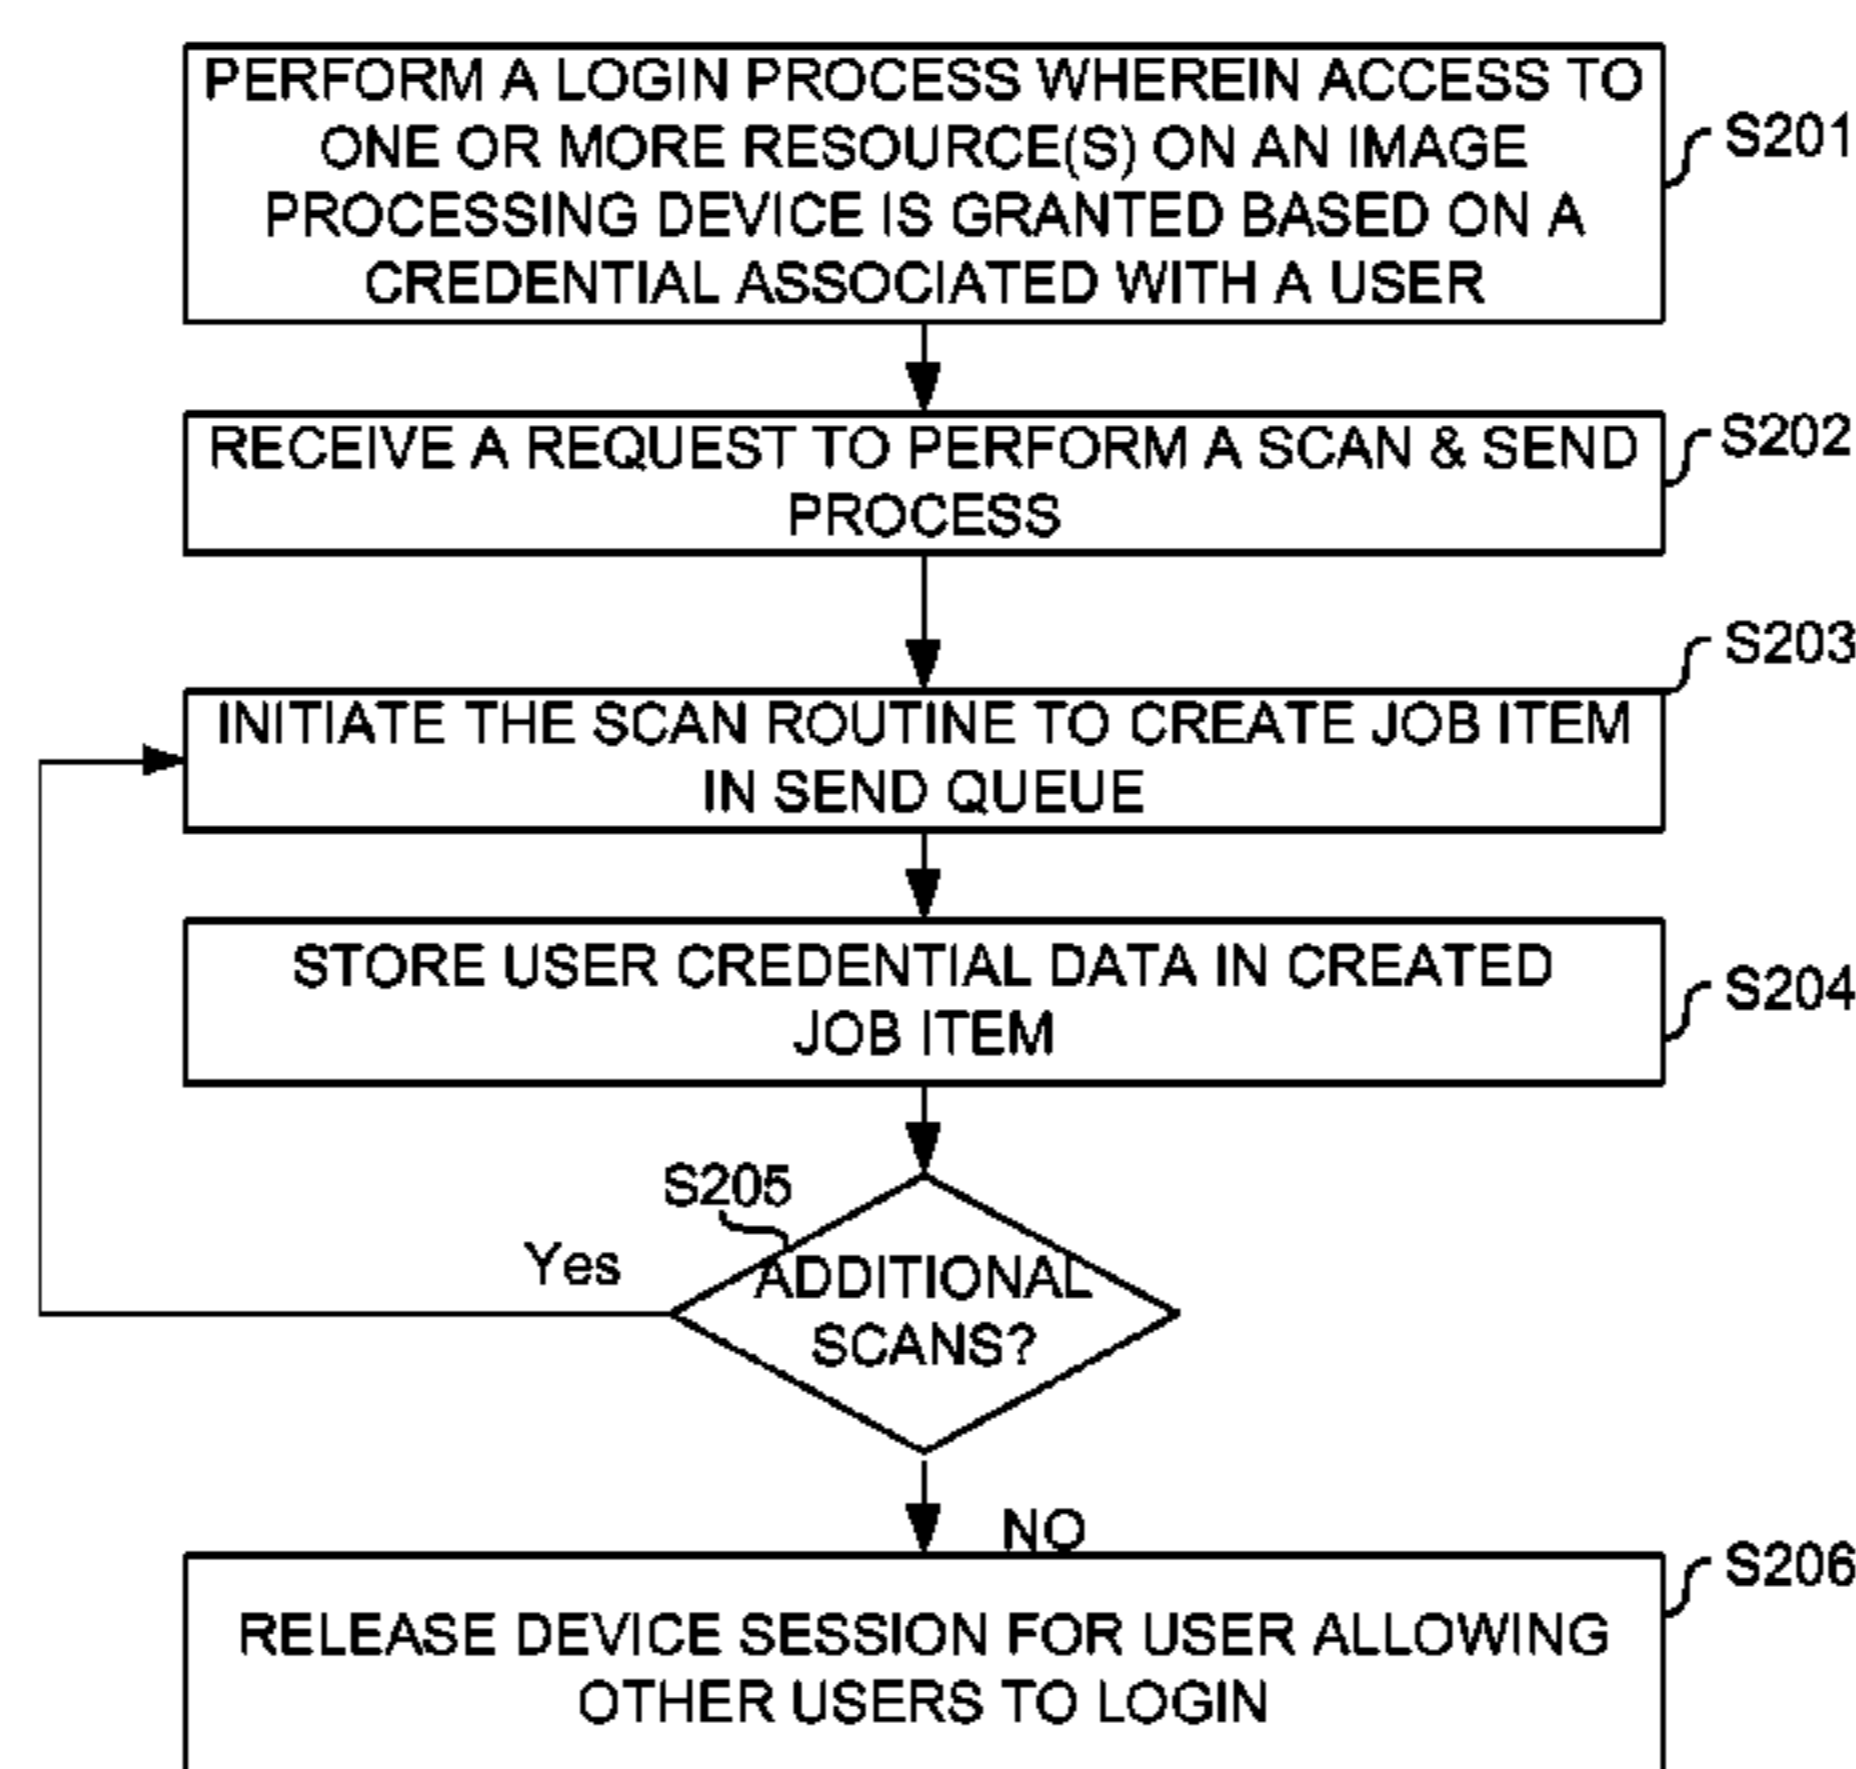 PERFORM A LOGIN PROCESS WHEREIN ACCESS TO
ONE OR MORE RESOURCE(S) ON AN IMAGE
PROCESSING DEVICE IS GRANTED BASED ON A
CREDENTIAL ASSOCIATED WITH A USER
S201
RECEIVE A REQUEST TO PERFORM A SCAN & SEND
PROCESS
S202
S203
INITIATE THE SCAN ROUTINE TO CREATE JOB ITEM
IN SEND QUEUE
STORE USER CREDENTIAL DATA IN CREATED
JOB ITEM
S204
S205
Yes
ADDITIONAL
SCANS?
NO
S206
RELEASE DEVICE SESSION FOR USER ALLOWING
OTHER USERS TO LOGIN